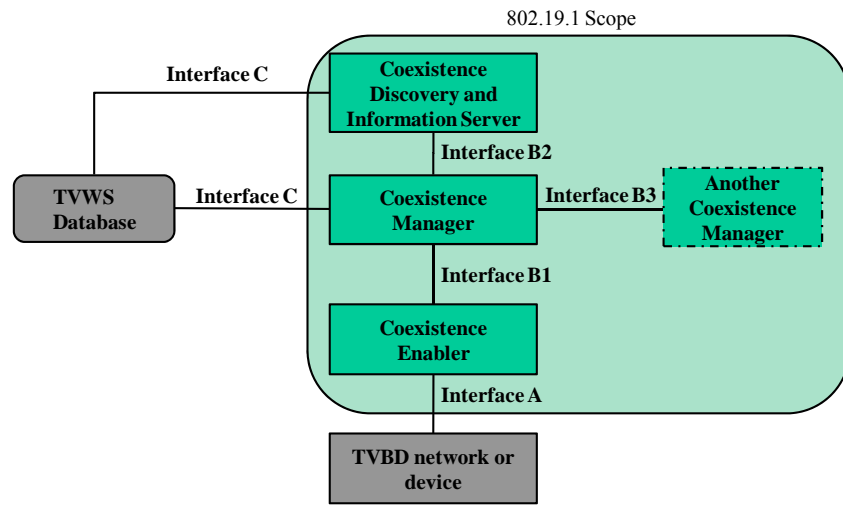 802.19.1 Scope
Interface C
Coexistence
Discovery and
Information Server
Interface B2
TVWS
Database
Interface C
Coexistence
Manager
Interface B3
Another
Coexistence
Manager
Interface B1
Coexistence
Enabler
Interface A
TVBD network or
device